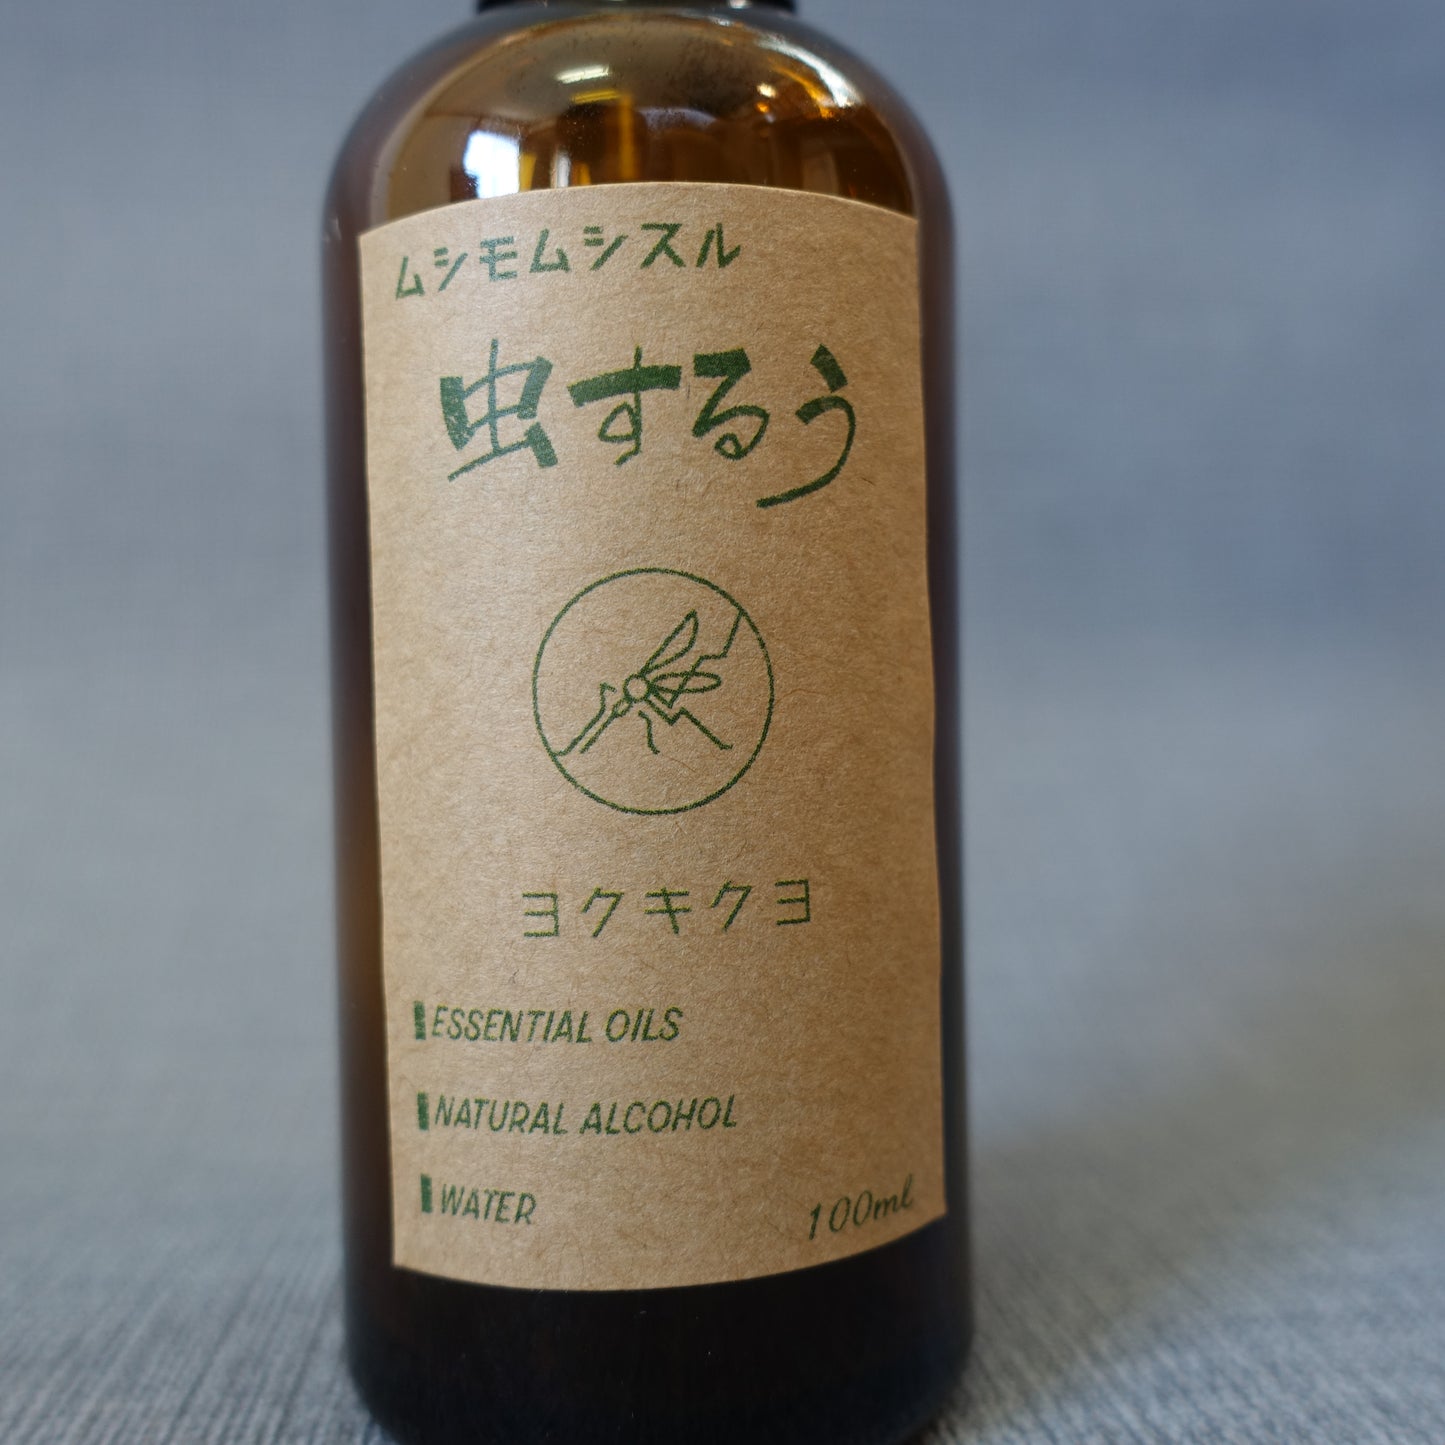 ムシモムシスル
虫するぅ
ヨクキクヨ
ESSENTIAL OILS
NATURAL ALCOHOL
WATER
100ml